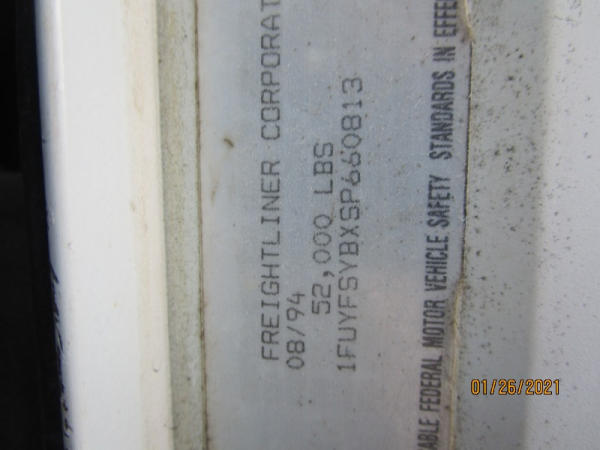 FREIGHTLINER CORPORAT
08/94
52,000 LBS
1FUYFSYBXSP660813
ABLE FEDERAL MOTOR VEHICLE SAFETY STANDARDS IN EFFE
01/26/2021